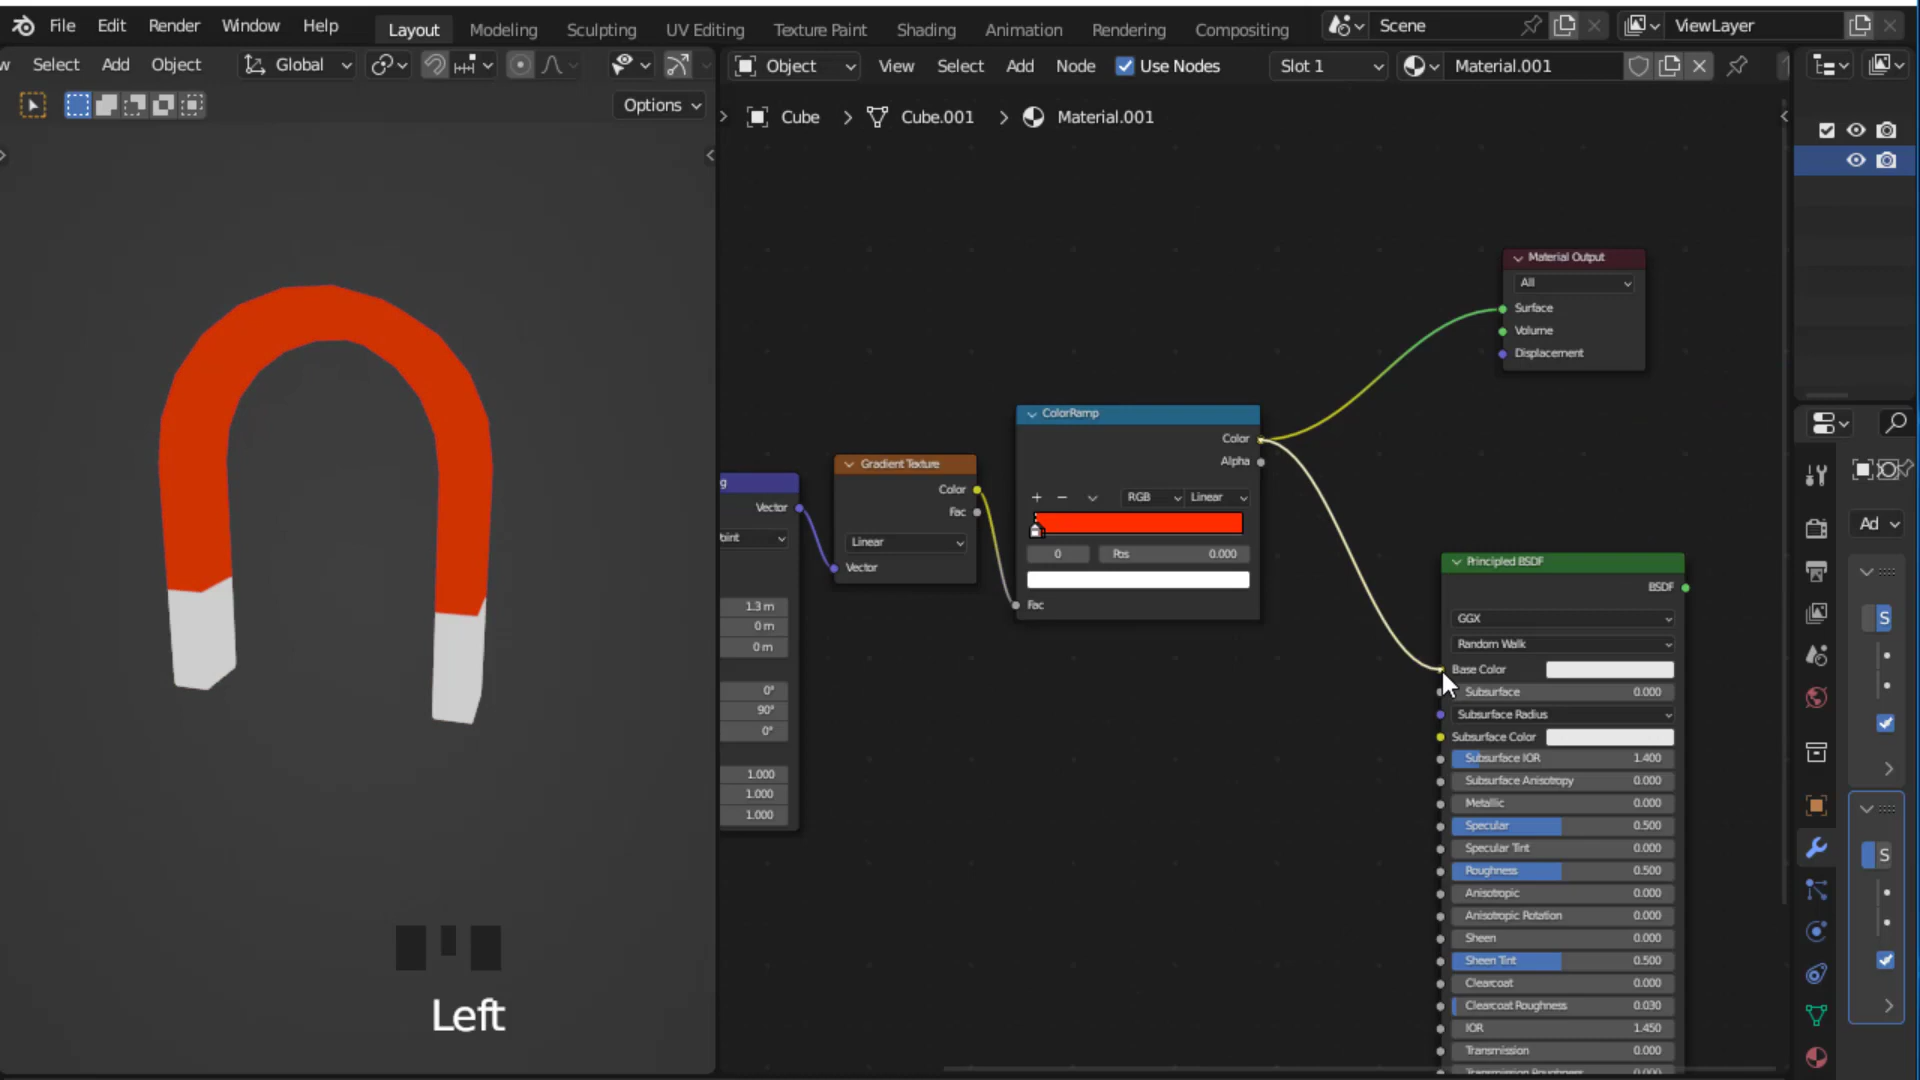 File Edit Render Window Help Layout Modeling Sculpting UV Editing Texture Paint Shading Animation Rendering Compositing Scene ViewLayer
Select Add Object Global
Object View Select Add Node Use Nodes Slot 1 Material.001
Options
Cube Cube.001 Material.001
Material Output
All
Surface
Volume
Displacement
ColorRamp
Color
Alpha
+ − RGB Linear
0 Pos 0.000
Fac
Gradient Texture
Color
Fac
Linear
Vector
g
Vector
1.3 m
0 m
0 m
0°
90°
0°
1.000
1.000
1.000
Principled BSDF
BSDF
GGX
Random Walk
Base Color
Subsurface 0.000
Subsurface Radius
Subsurface Color
Subsurface IOR 1.400
Subsurface Anisotropy 0.000
Metallic 0.000
Specular 0.500
Specular Tint 0.000
Roughness 0.500
Anisotropic 0.000
Anisotropic Rotation 0.000
Sheen 0.000
Sheen Tint 0.500
Clearcoat 0.000
Clearcoat Roughness 0.030
IOR 1.450
Transmission 0.000
Ad
S
S
Left